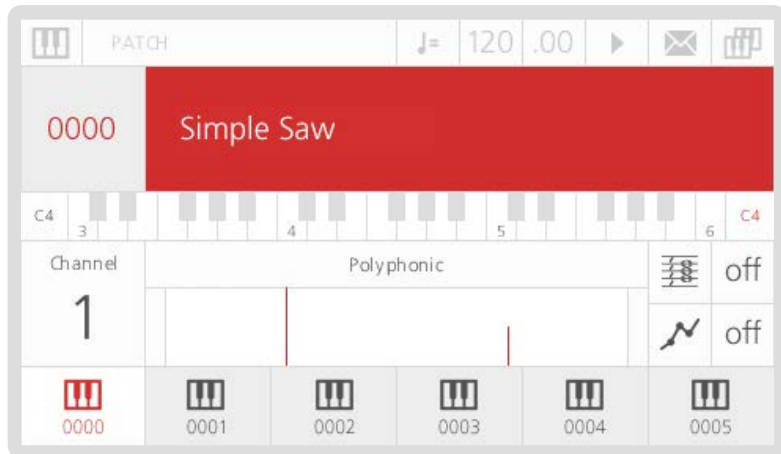 PATCH ♩= 120 .00
0000 Simple Saw
C4 3 4 5 6 C4
Channel Polyphonic off
1 off
0000 0001 0002 0003 0004 0005